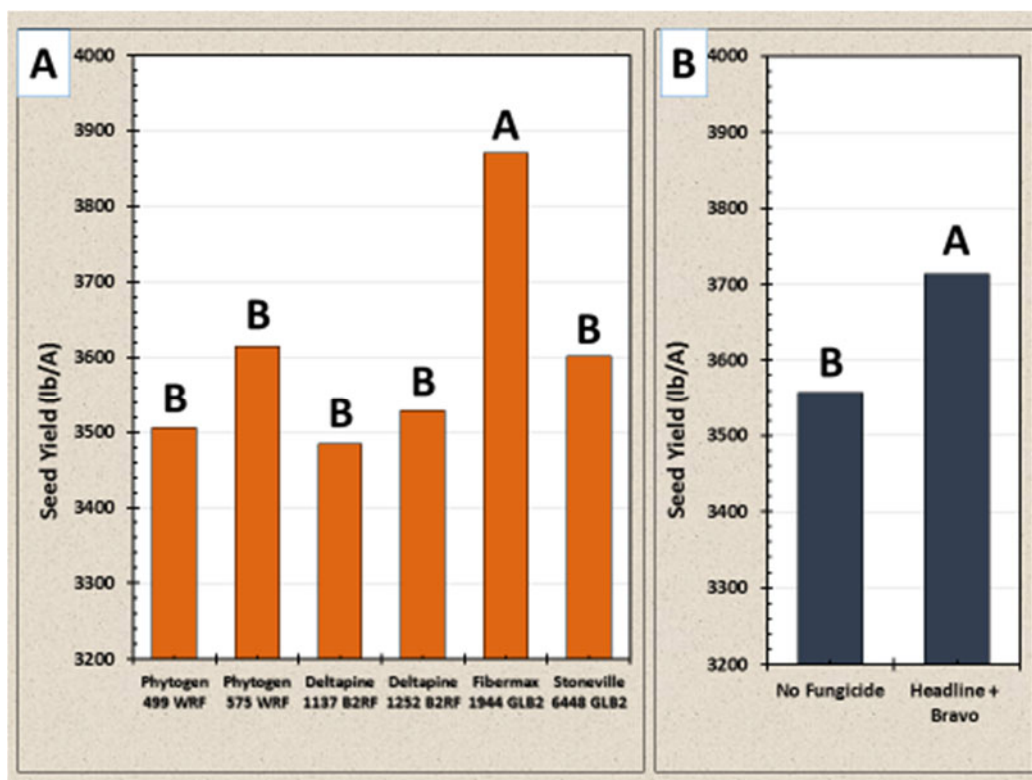 A
Seed Yield (lb/A)
4000
3900
3800
3700
3600
3500
3400
3300
3200
B
B
B
B
A
B
Phytogen
499 WRF
Phytogen
575 WRF
Deltapine
1137 B2RF
Deltapine
1252 B2RF
Fibermax
1944 GLB2
Stoneville
6448 GLB2
B
Seed Yield (lb/A)
4000
3900
3800
3700
3600
3500
3400
3300
3200
B
A
No Fungicide
Headline +
Bravo